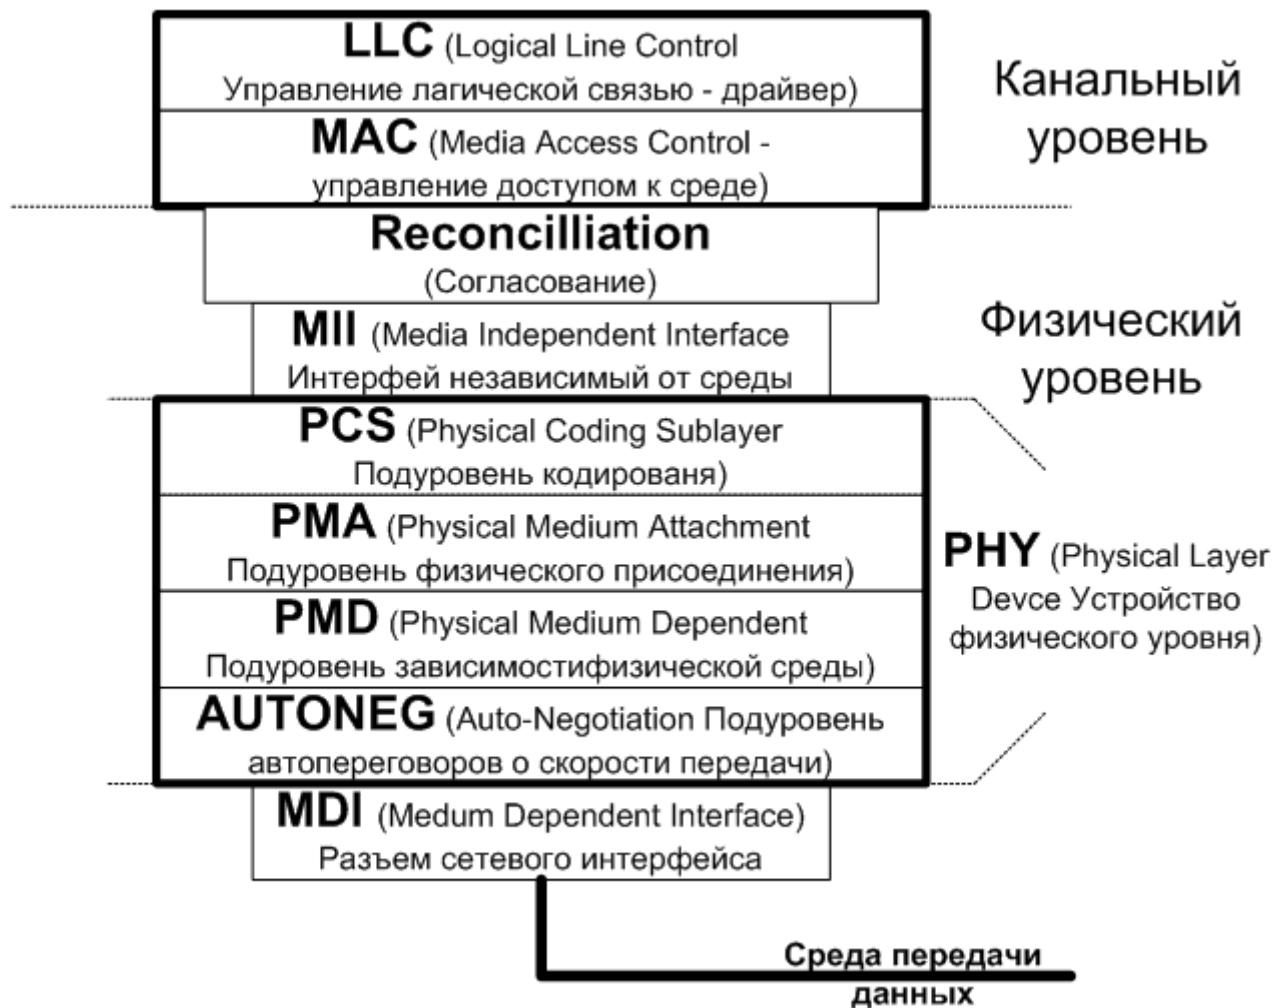 LLC (Logical Line Control
Управление лагической связью - драйвер)
Канальный
уровень
MAC (Media Access Control -
управление доступом к среде)
Reconcilliation
(Согласование)
MII (Media Independent Interface
Интерфей независимый от среды
Физический
уровень
PCS (Physical Coding Sublayer
Подуровень кодированя)
PMA (Physical Medium Attachment
Подуровень физического присоединения)
PMD (Physical Medium Dependent
Подуровень зависимостифизической среды)
AUTONEG (Auto-Negotiation Подуровень
автопереговоров о скорости передачи)
PHY (Physical Layer
Devce Устройство
физического уровня)
MDI (Medum Dependent Interface)
Разъем сетевого интерфейса
Среда передачи
данных